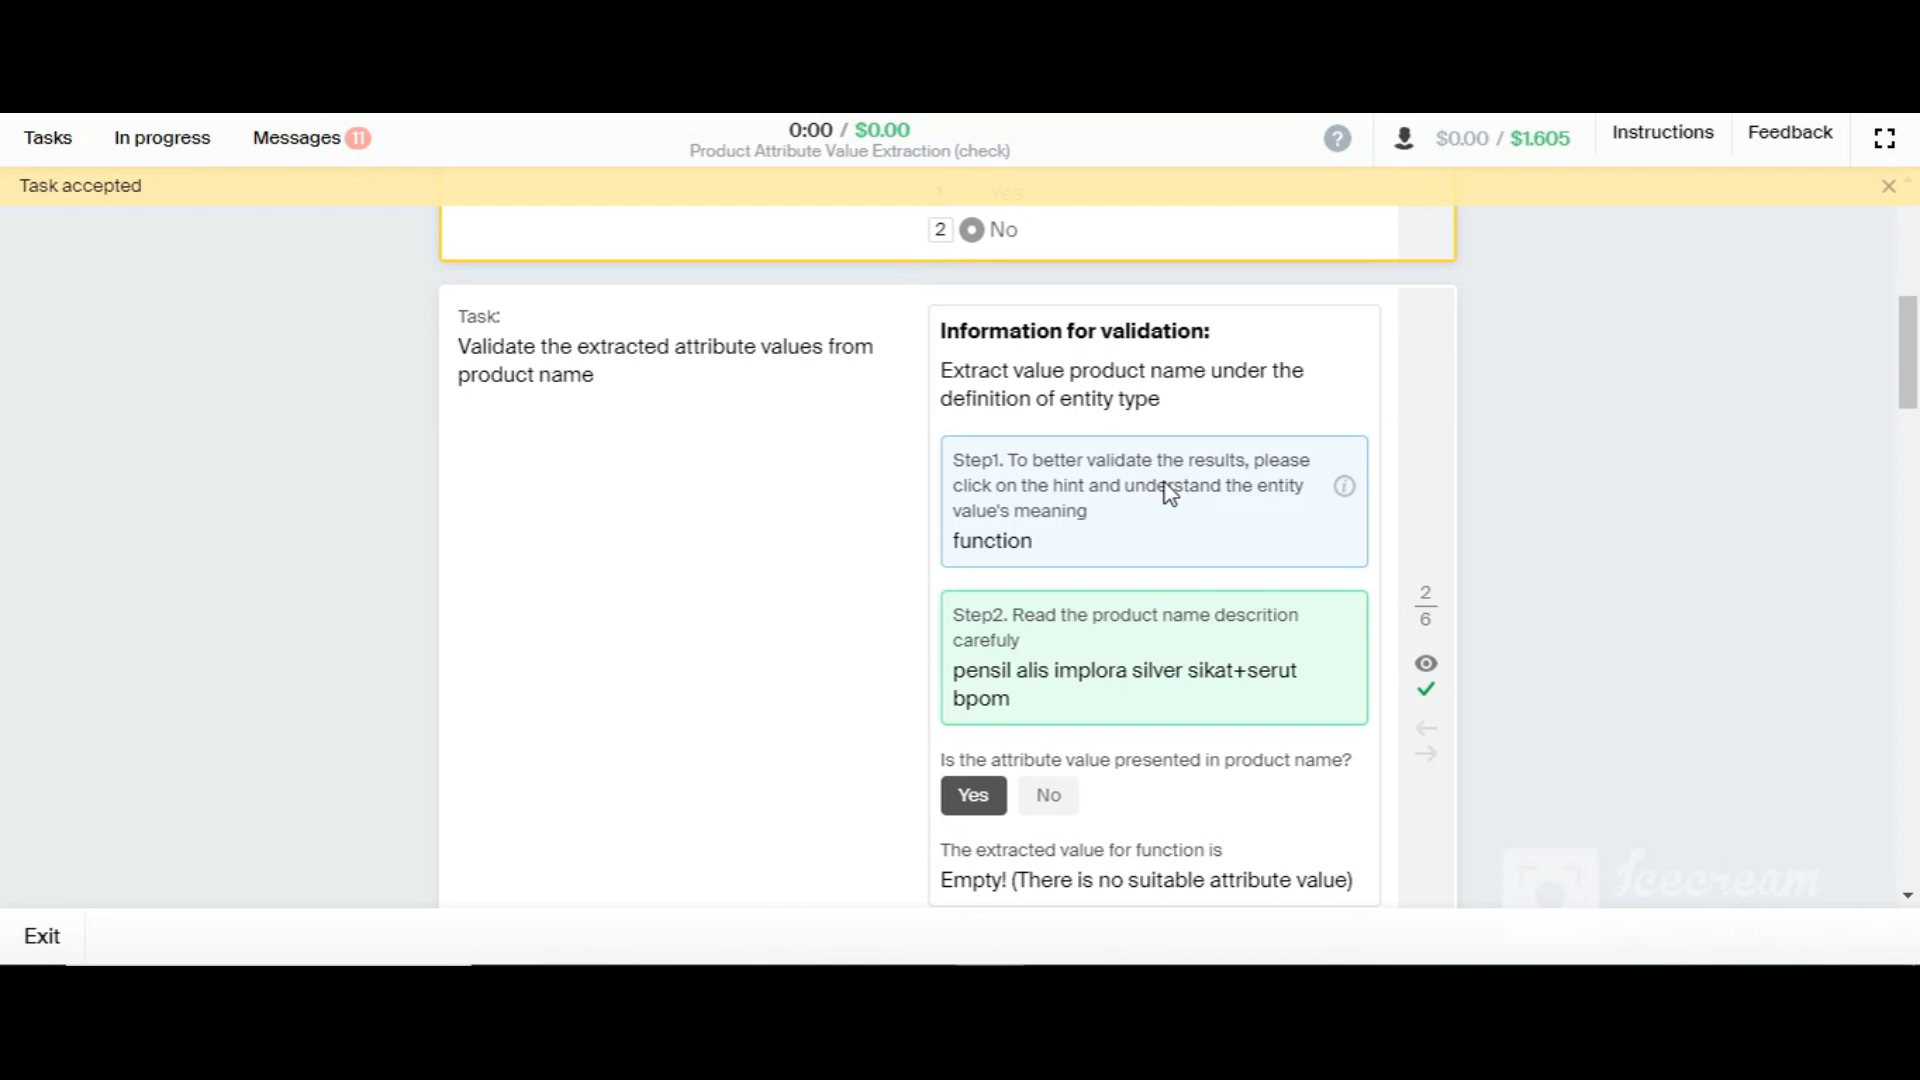 Tasks In progress Messages 11 0:00 / $0.00 ? $0.00 / $1.605 Instructions Feedback
Product Attribute Value Extraction (check)
Task accepted
1 Yes
2 No
Task:
Validate the extracted attribute values from
product name
Information for validation:
Extract value product name under the
definition of entity type
Step1. To better validate the results, please
click on the hint and understand the entity
value's meaning
function
Step2. Read the product name descrition
carefuly
pensil alis implora silver sikat+serut
bpom
Is the attribute value presented in product name?
Yes No
The extracted value for function is
Empty! (There is no suitable attribute value)
2
6
Icecream
Exit